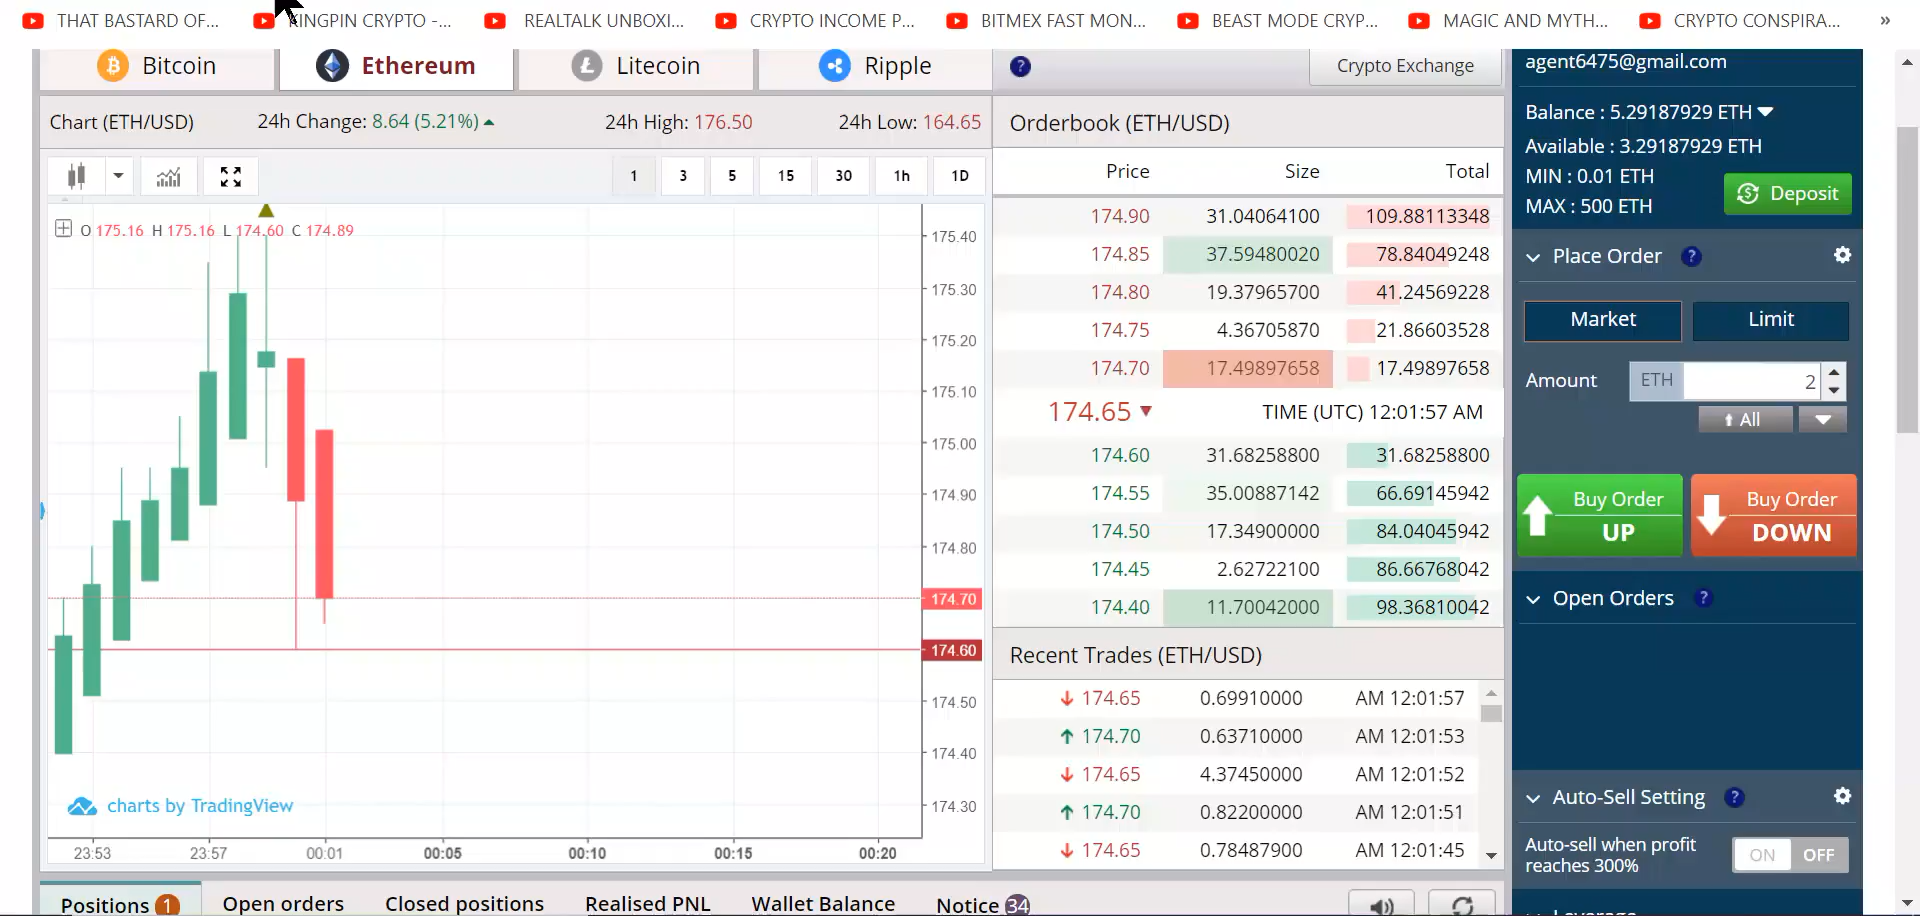 THAT BASTARD OF...
KINGPIN CRYPTO -...
REALTALK UNBOXI...
CRYPTO INCOME P...
BITMEX FAST MON...
BEAST MODE CRYP...
MAGIC AND MYTH...
CRYPTO CONSPIRA...
»
Bitcoin
Ethereum
Litecoin
Ripple
?
Crypto Exchange
Chart (ETH/USD)
24h Change: 8.64 (5.21%)
24h High: 176.50
24h Low: 164.65
1 3 5 15 30 1h 1D
O 175.16 H 175.16 L 174.60 C 174.89
175.40
175.30
175.20
175.10
175.00
174.90
174.80
174.70
174.60
174.50
174.40
174.30
charts by TradingView
23:53 23:57 00:01 00:05 00:10 00:15 00:20
Orderbook (ETH/USD)
Price Size Total
174.90 31.04064100 109.88113348
174.85 37.59480020 78.84049248
174.80 19.37965700 41.24569228
174.75 4.36705870 21.86603528
174.70 17.49897658 17.49897658
174.65 TIME (UTC) 12:01:57 AM
174.60 31.68258800 31.68258800
174.55 35.00887142 66.69145942
174.50 17.34900000 84.04045942
174.45 2.62722100 86.66768042
174.40 11.70042000 98.36810042
Recent Trades (ETH/USD)
174.65 0.69910000 AM 12:01:57
174.70 0.63710000 AM 12:01:53
174.65 4.37450000 AM 12:01:52
174.70 0.82200000 AM 12:01:51
174.65 0.78487900 AM 12:01:45
agent6475@gmail.com
Balance : 5.29187929 ETH
Available : 3.29187929 ETH
MIN : 0.01 ETH
MAX : 500 ETH
Deposit
Place Order ?
Market
Limit
Amount ETH 2
All
Buy Order UP
Buy Order DOWN
Open Orders ?
Auto-Sell Setting ?
Auto-sell when profit
reaches 300%
ON OFF
Leverage
Positions 1
Open orders
Closed positions
Realised PNL
Wallet Balance
Notice 34